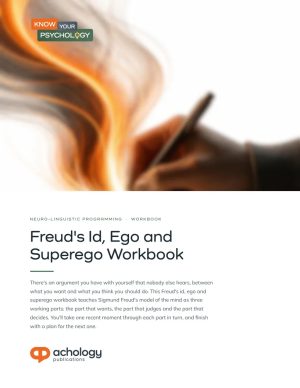 KNOW YOUR
PSYCHOLOGY
NEURO-LINGUISTIC PROGRAMMING · WORKBOOK
Freud's Id, Ego and
Superego Workbook
There's an argument you have with yourself that nobody else hears, between
what you want and what you think you should do. This Freud's id, ego and
superego workbook teaches Sigmund Freud's model of the mind as three
working parts: the part that wants, the part that judges and the part that
decides. You'll take one recent moment through each part in turn, and finish
with a plan for the next one.
achology
publications